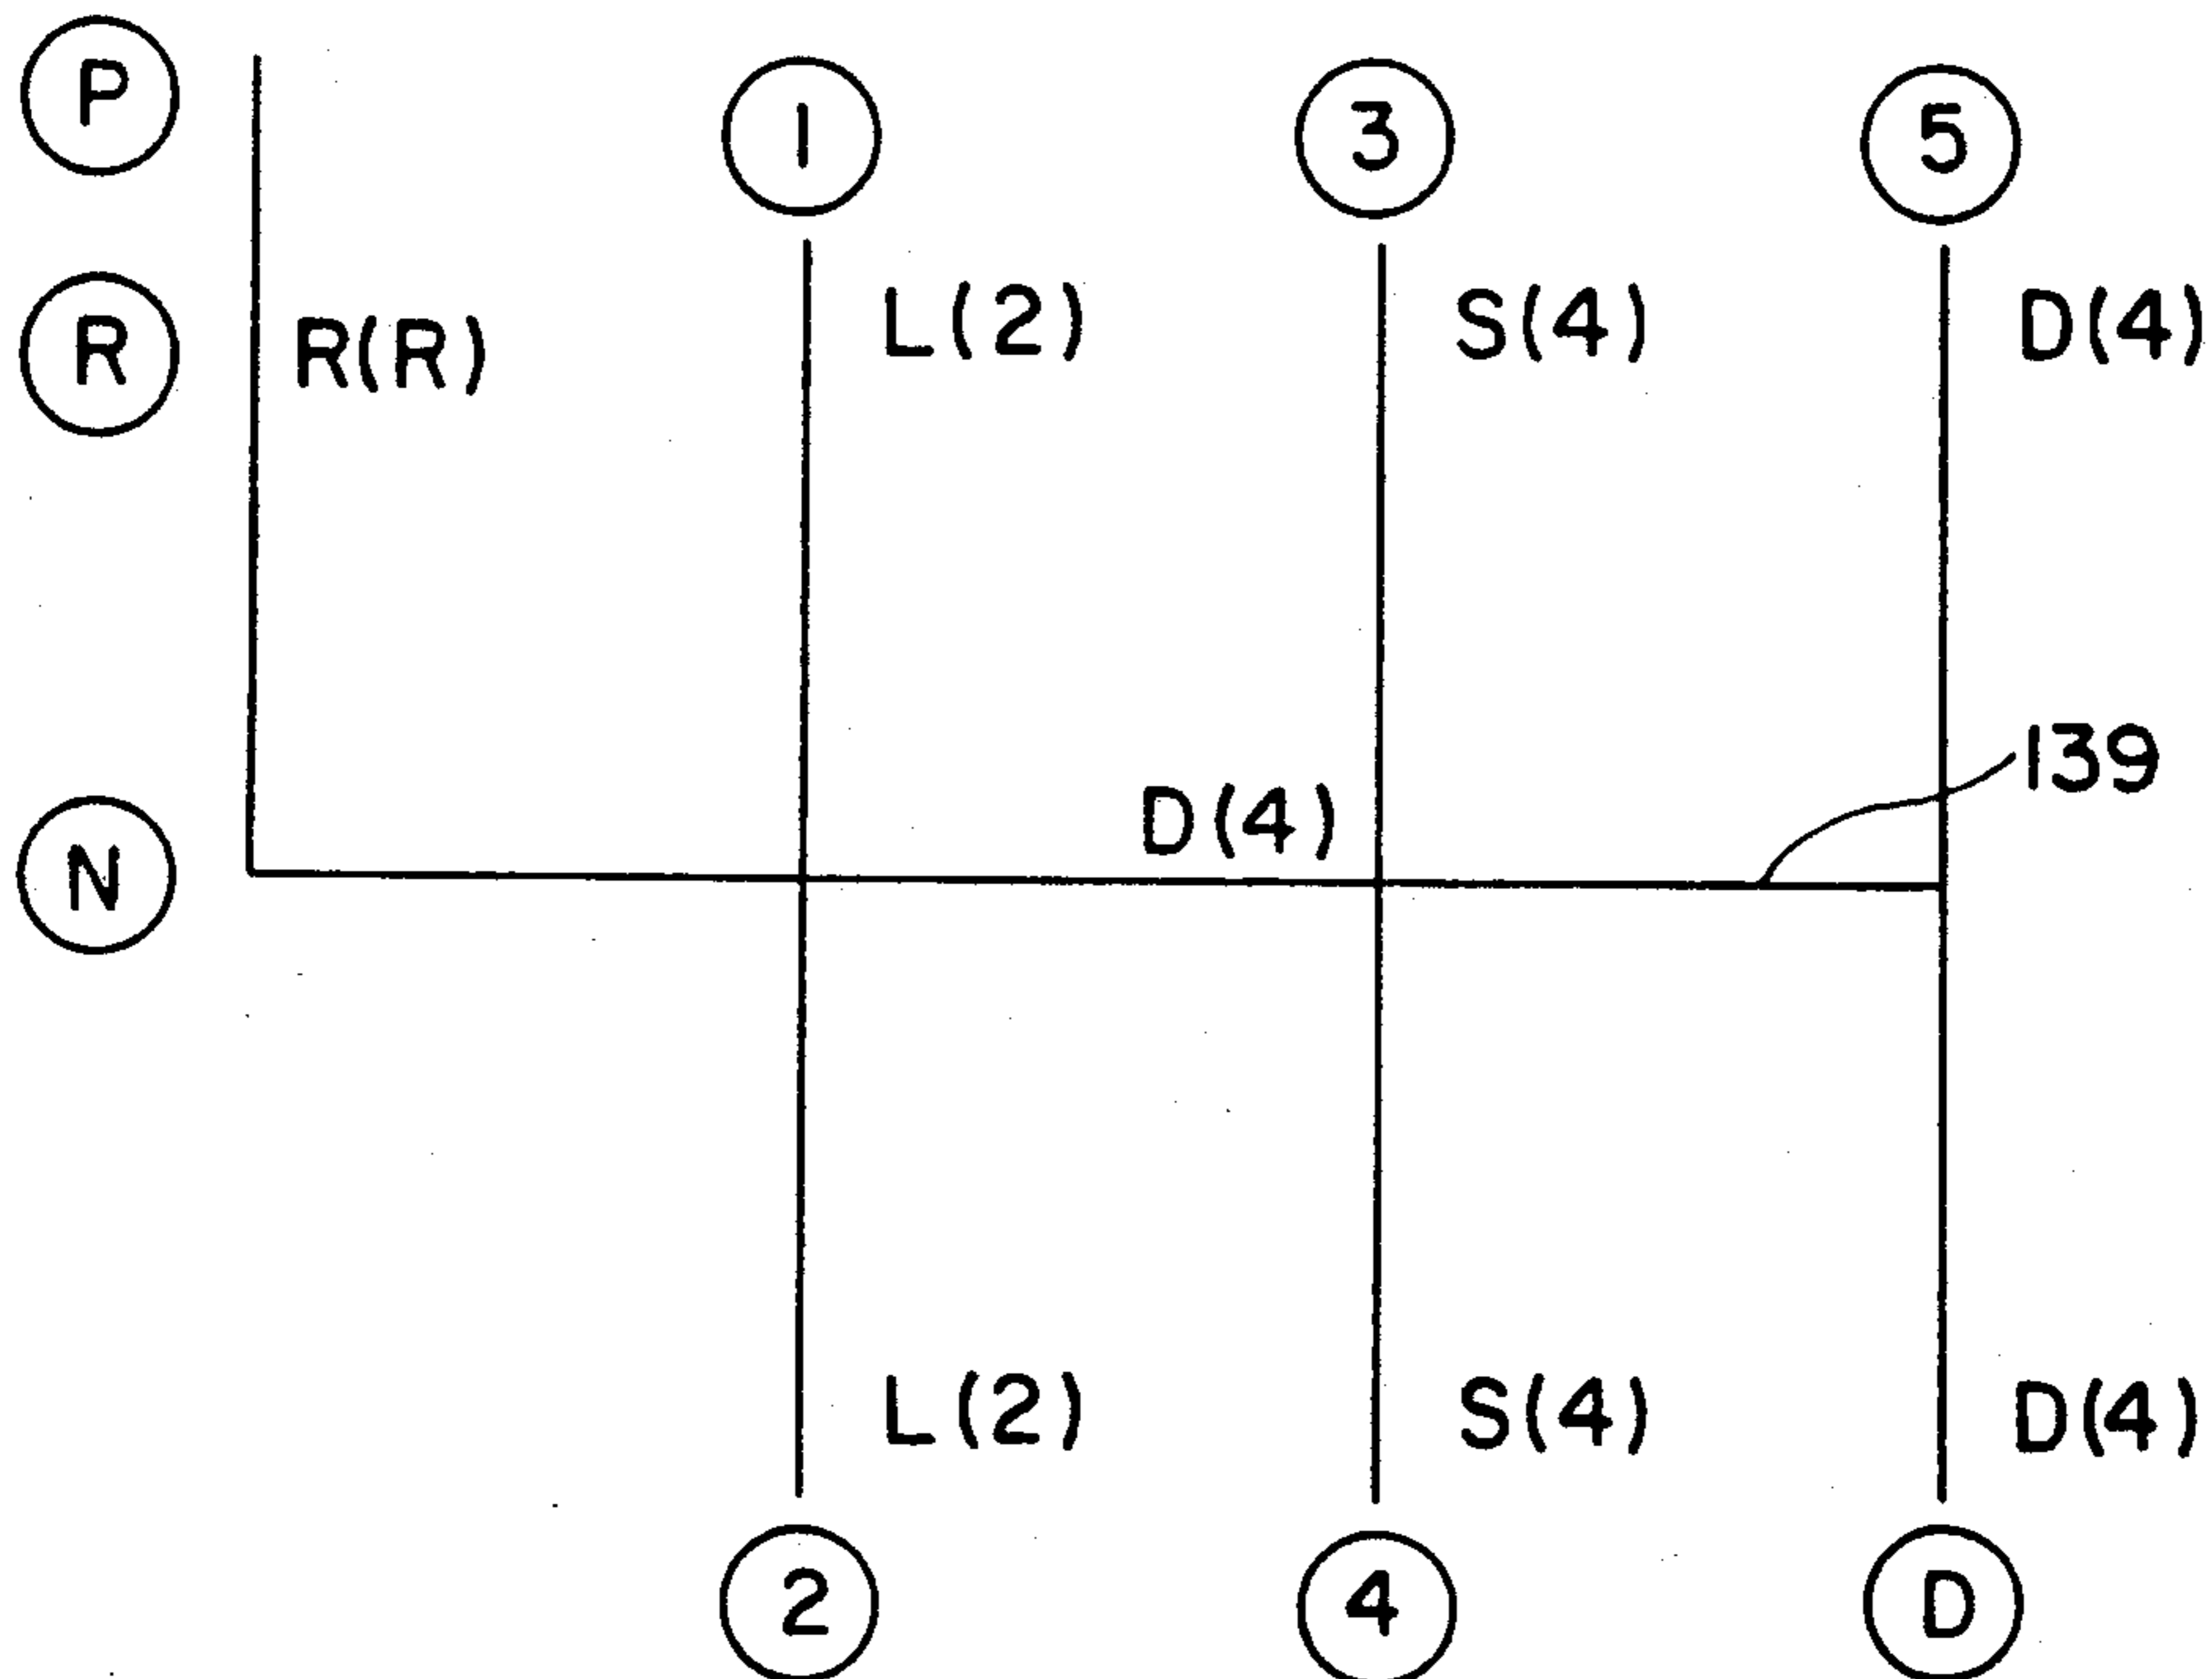 P
1 3 5
R R(R) L(2) S(4) D(4)
139
N D(4)
L(2) S(4) D(4)
2 4 D